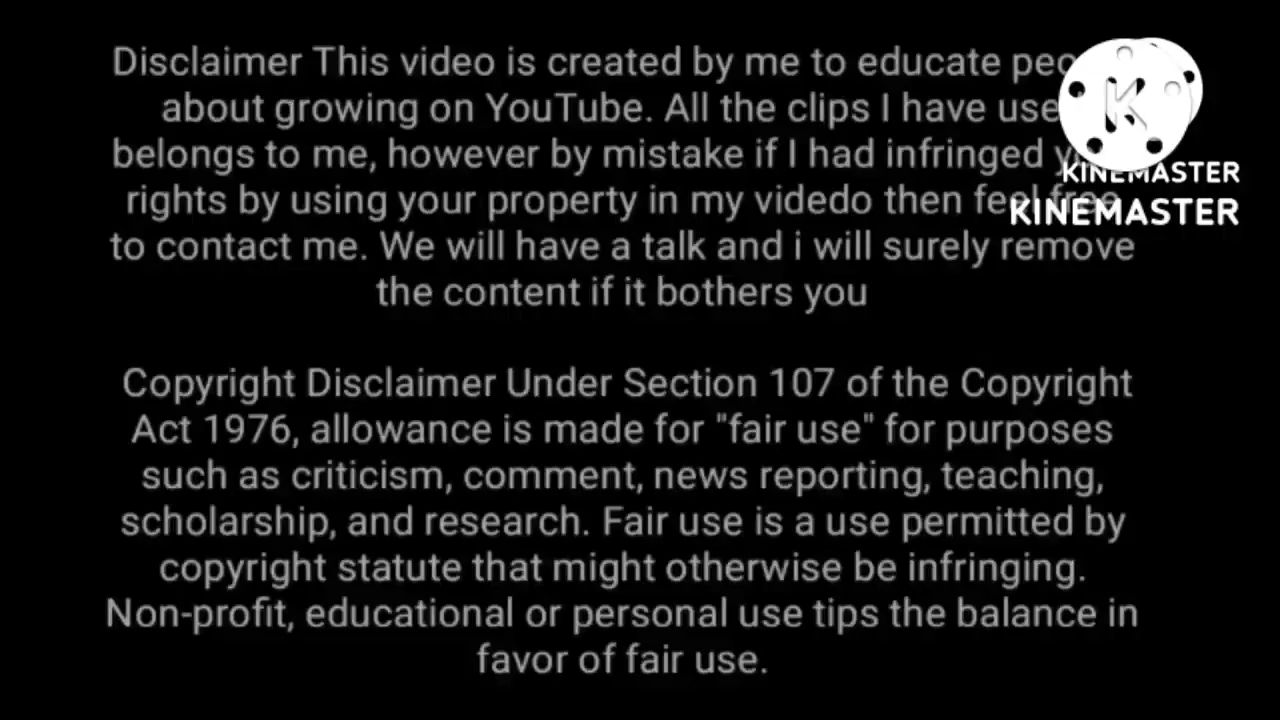 Disclaimer This video is created by me to educate
about growing on YouTube. All the clips I have use
belongs to me, however by mistake if I had infringed
rights by using your property in my videdo then feel free
to contact me. We will have a talk and i will surely remove
the content if it bothers you
Copyright Disclaimer Under Section 107 of the Copyright
Act 1976, allowance is made for "fair use" for purposes
such as criticism, comment, news reporting, teaching,
scholarship, and research. Fair use is a use permitted by
copyright statute that might otherwise be infringing.
Non-profit, educational or personal use tips the balance in
favor of fair use.
K
KINEMASTER
KINEMASTER